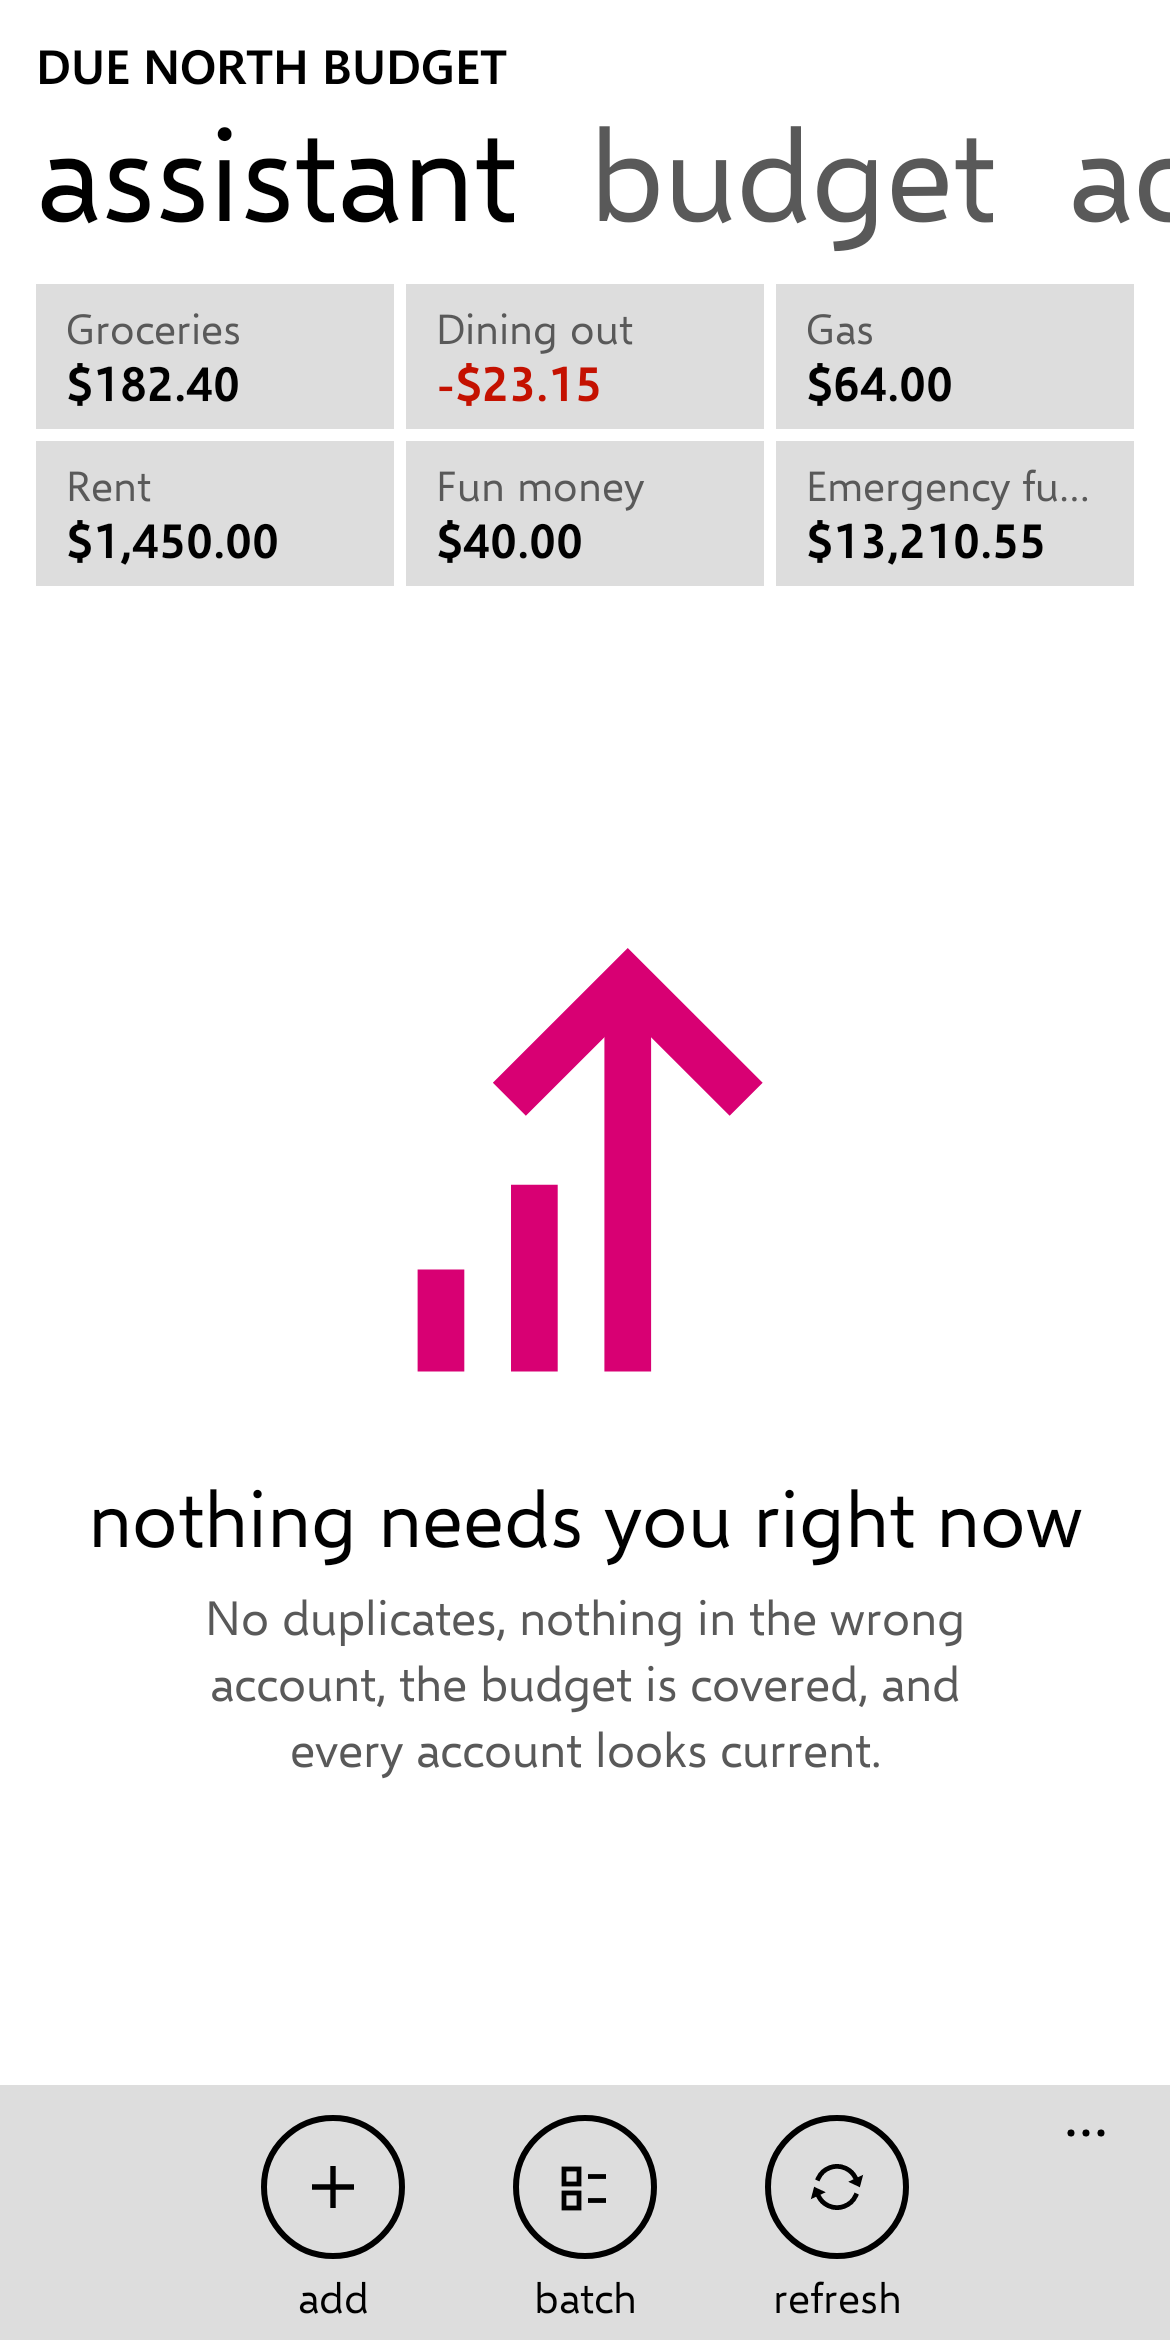 DUE NORTH BUDGET
assistant budget ac
Groceries
$182.40
Dining out
-$23.15
Gas
$64.00
Rent
$1,450.00
Fun money
$40.00
Emergency fu...
$13,210.55
nothing needs you right now
No duplicates, nothing in the wrong
account, the budget is covered, and
every account looks current.
...
add
batch
refresh